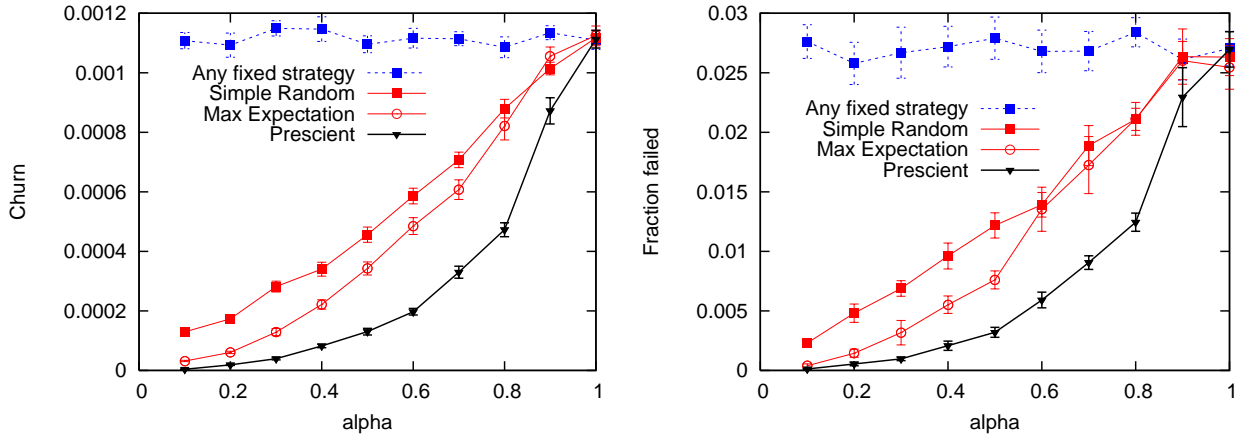 0.0012
0.001
0.0008
0.0006
0.0004
0.0002
0
Churn
0 0.2 0.4 0.6 0.8 1
alpha
Any fixed strategy
Simple Random
Max Expectation
Prescient
0.03
0.025
0.02
0.015
0.01
0.005
0
Fraction failed
0 0.2 0.4 0.6 0.8 1
alpha
Any fixed strategy
Simple Random
Max Expectation
Prescient